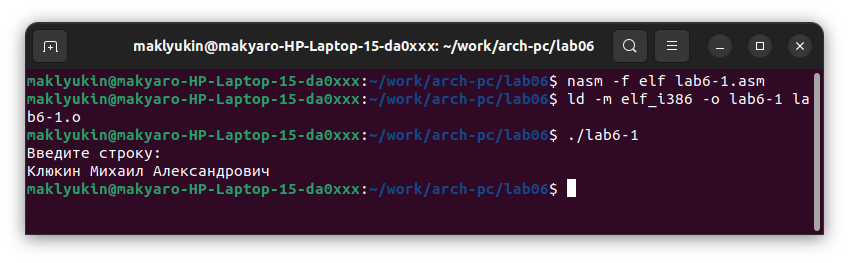 maklyukin@makyaro-HP-Laptop-15-da0xxx: ~/work/arch-pc/lab06
maklyukin@makyaro-HP-Laptop-15-da0xxx:~/work/arch-pc/lab06$ nasm -f elf lab6-1.asm
maklyukin@makyaro-HP-Laptop-15-da0xxx:~/work/arch-pc/lab06$ ld -m elf_i386 -o lab6-1 la
b6-1.o
maklyukin@makyaro-HP-Laptop-15-da0xxx:~/work/arch-pc/lab06$ ./lab6-1
Введите строку:
Клюкин Михаил Александрович
maklyukin@makyaro-HP-Laptop-15-da0xxx:~/work/arch-pc/lab06$